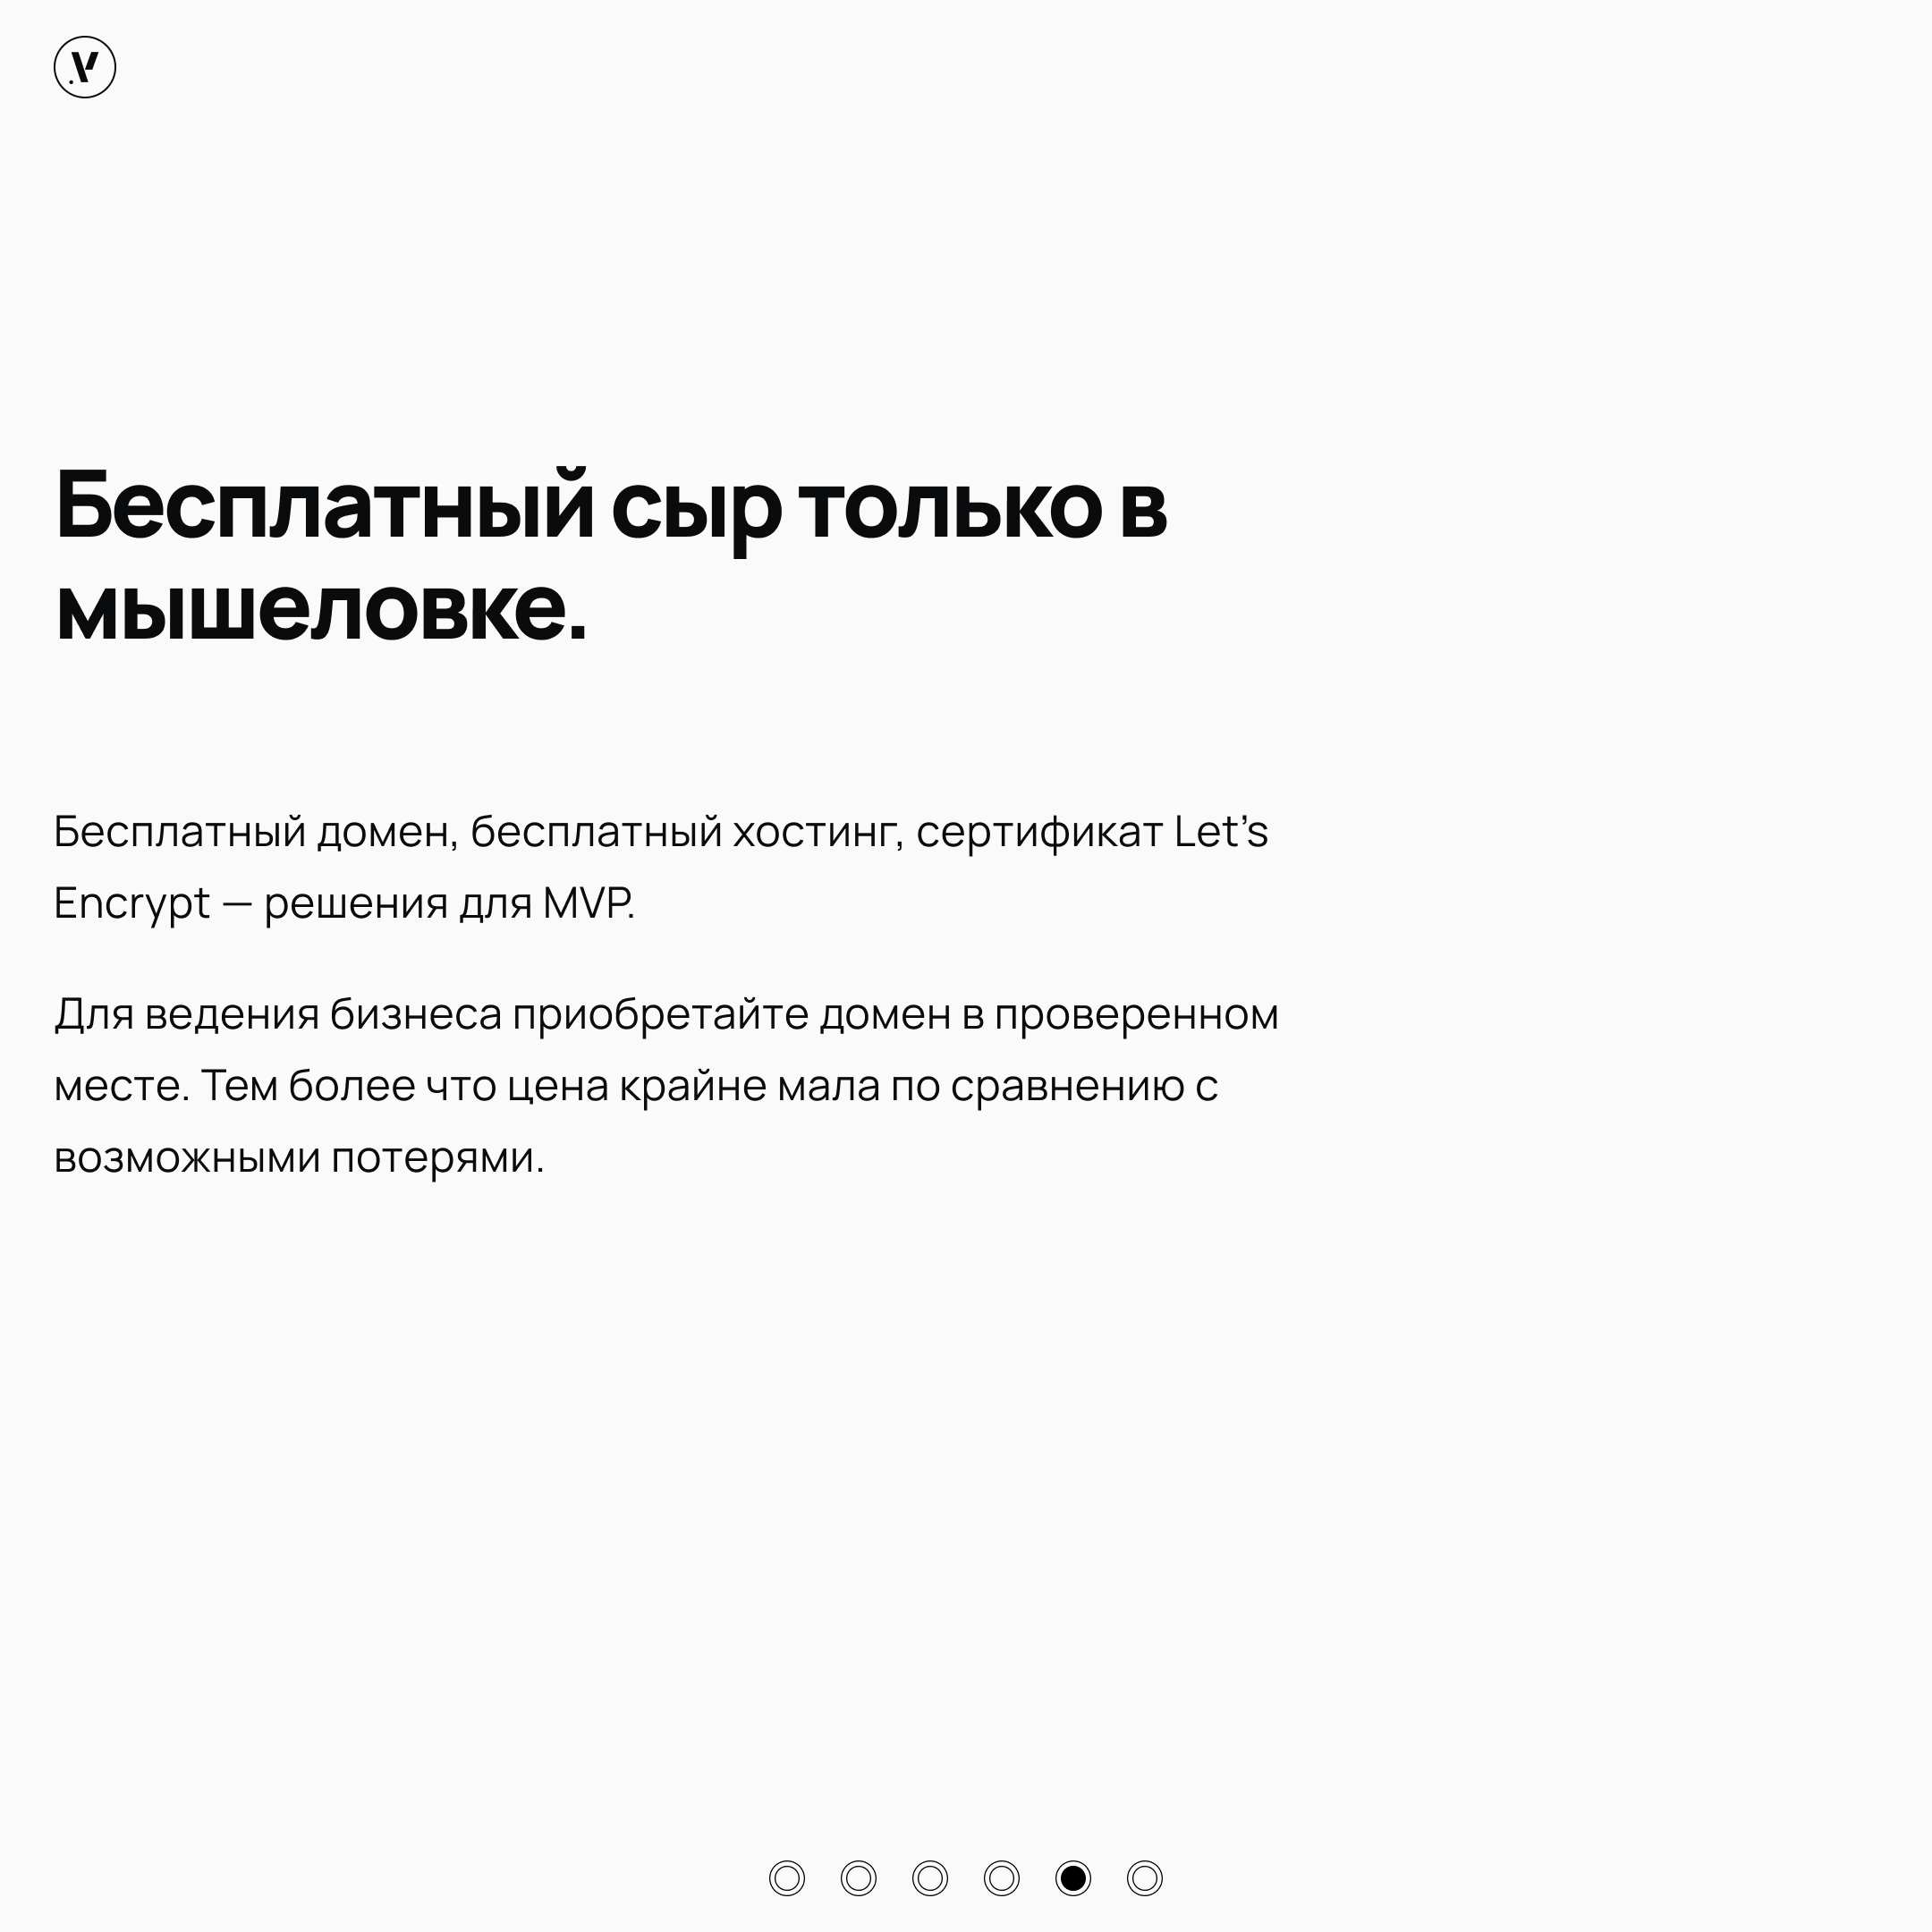 .V
Бесплатный сыр только в
мышеловке.
Бесплатный домен, бесплатный хостинг, сертификат Let’s
Encrypt — решения для MVP.
Для ведения бизнеса приобретайте домен в проверенном
месте. Тем более что цена крайне мала по сравнению с
возможными потерями.